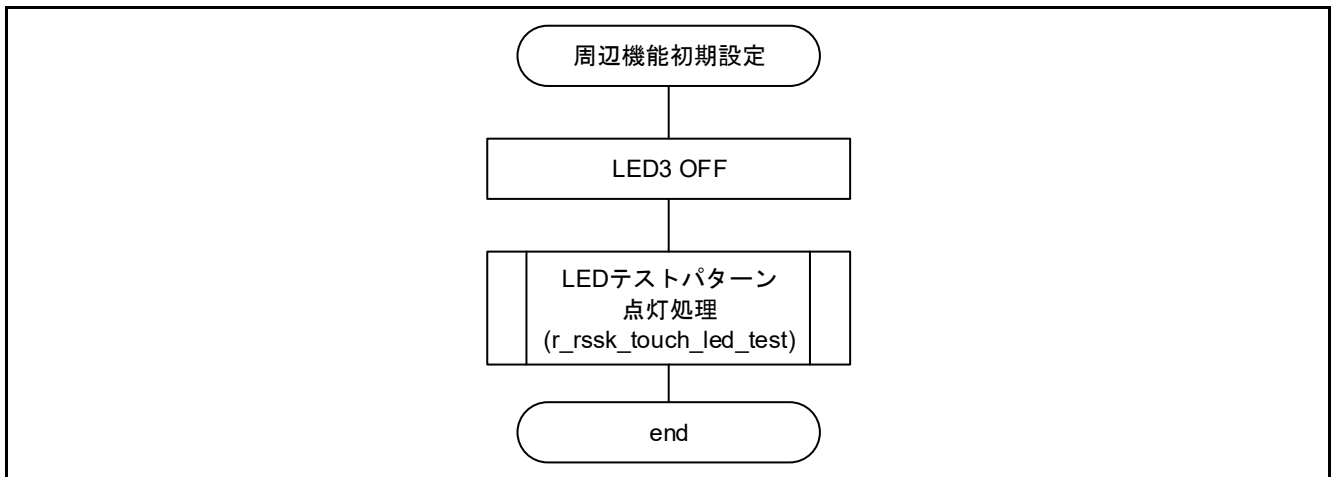 周辺機能初期設定
LED3 OFF
LEDテストパターン
点灯処理
(r_rssk_touch_led_test)
end